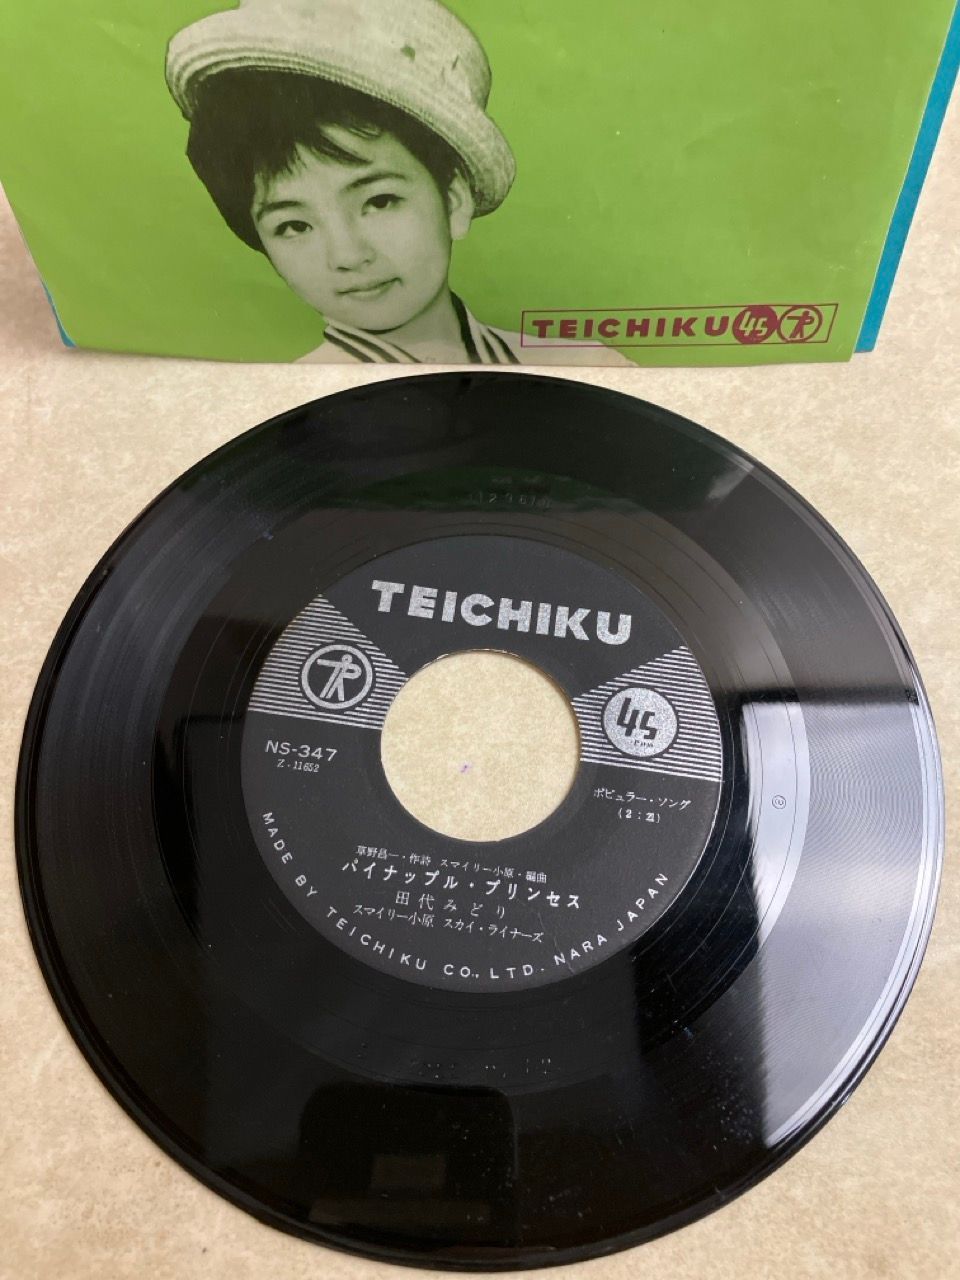 TEICHIKU 45
TEICHIKU
45
r.p.m.
NS-347
Z-11652
ポピュラー・ソング
(2:21)
草野昌一・作詩 スマイリー小原・編曲
パイナップル・プリンセス
田代みどり
スマイリー小原 スカイ・ライナーズ
MADE BY TEICHIKU CO., LTD. NARA JAPAN